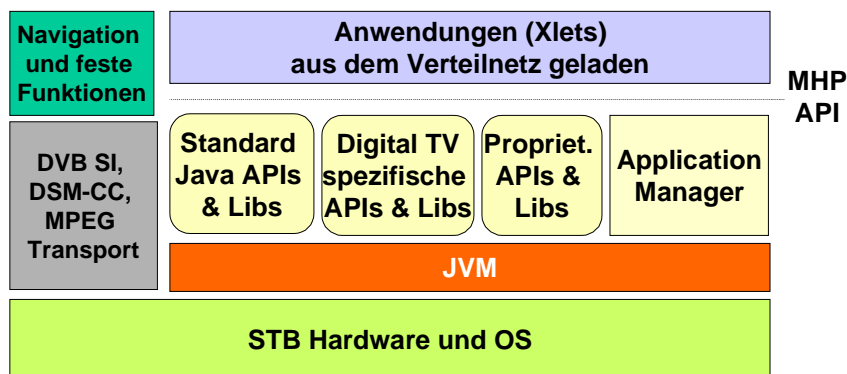 Navigation
und feste
Funktionen
Anwendungen (Xlets)
aus dem Verteilnetz geladen
MHP
API
DVB SI,
DSM-CC,
MPEG
Transport
Standard
Java APIs
& Libs
Digital TV
spezifische
APIs & Libs
Propriet.
APIs &
Libs
Application
Manager
JVM
STB Hardware und OS